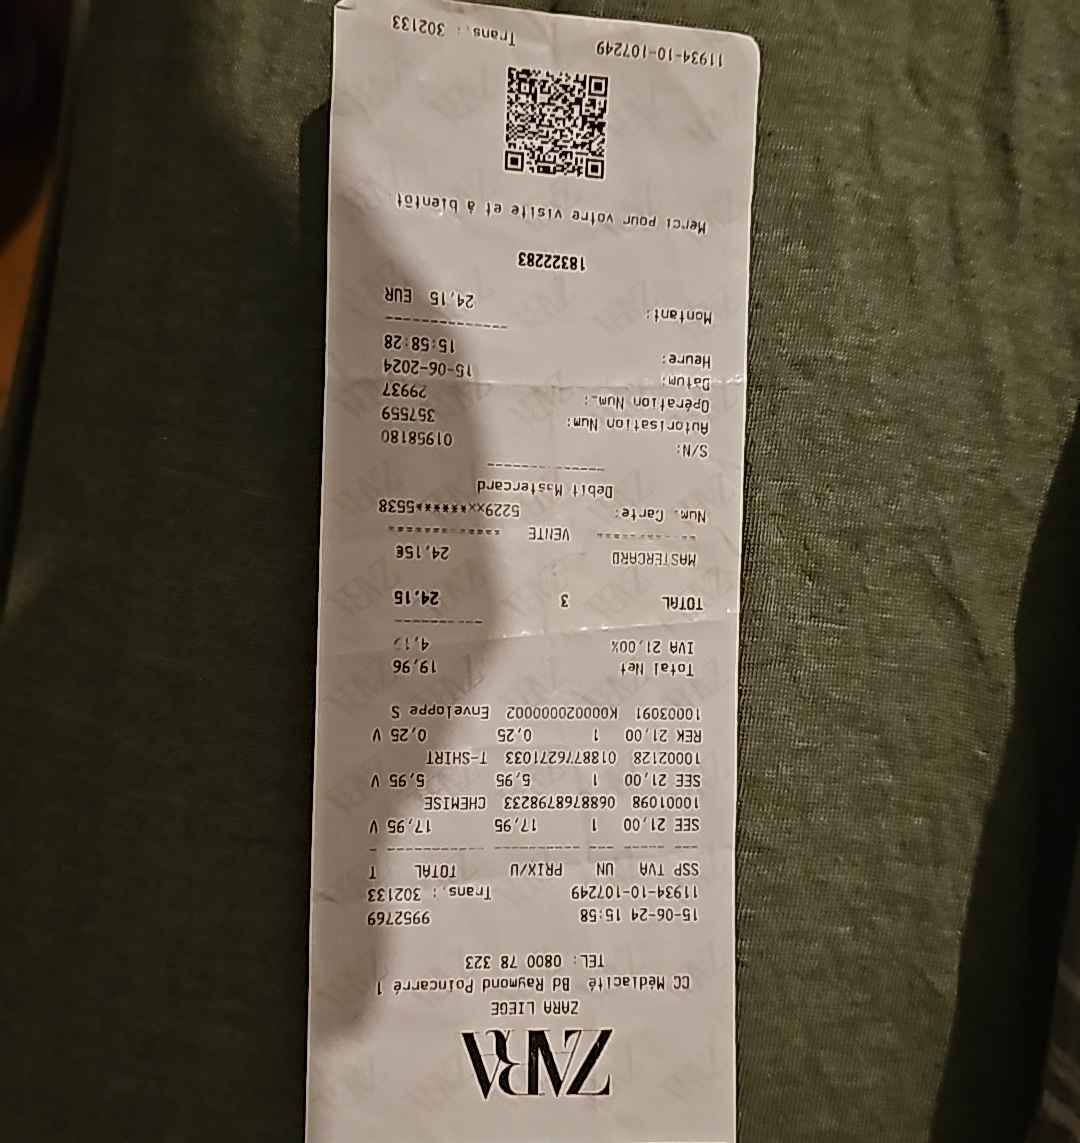 ZARA
ZARA LIEGE
CC Médiacité Bd Raymond Poincarré 1
TEL: 0800 78 323
15-06-24 15:58 9952769
11934-10-107249 Trans.: 302133
SSP TVA UN PRIX/U TOTAL T
SEE 21,00 1 17,95 17,95 V
10001098 0688768798233 CHEMISE
SEE 21,00 1 5,95 5,95 V
10002128 0188776271033 T-SHIRT
REK 21,00 1 0,25 0,25 V
10003091 K00002000002 Enveloppe S
Total Net 19,96
IVA 21,00%
TOTAL 3 24,15
MASTERCARD 24,15€
VENTE
Num. Carte: 5229xx******5538
Debit Mastercard
S/N: 01958180
Autorisation Num: 357559
Opération Num.: 29937
Datum: 15-06-2024
Heure: 15:58:28
Montant: 24,15 EUR
18322283
Merci pour votre visite et à bientôt
11934-10-107249 Trans.: 302133